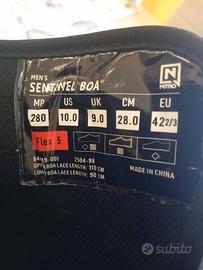 MEN'S
SENTINEL BOA®
N
NITRO
MP US UK CM EU
280 10.0 9.0 28.0 42 2/3
Flex 5
UPPER BOA LACE LENGTH: 110 CM
LOWER BOA LACE LENGTH: 90 CM
MADE IN CHINA
subito